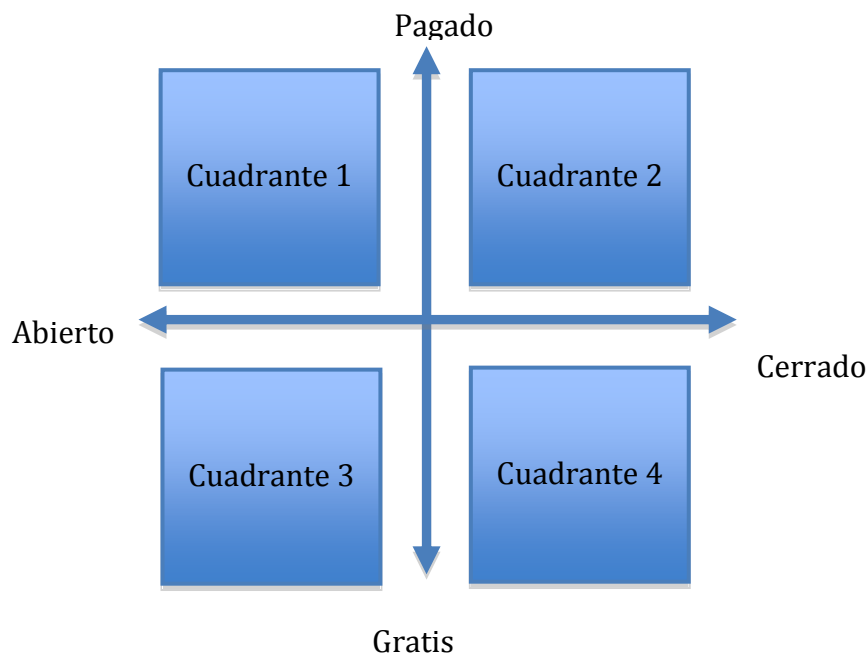 Pagado
Cuadrante 1
Cuadrante 2
Abierto
Cerrado
Cuadrante 3
Cuadrante 4
Gratis